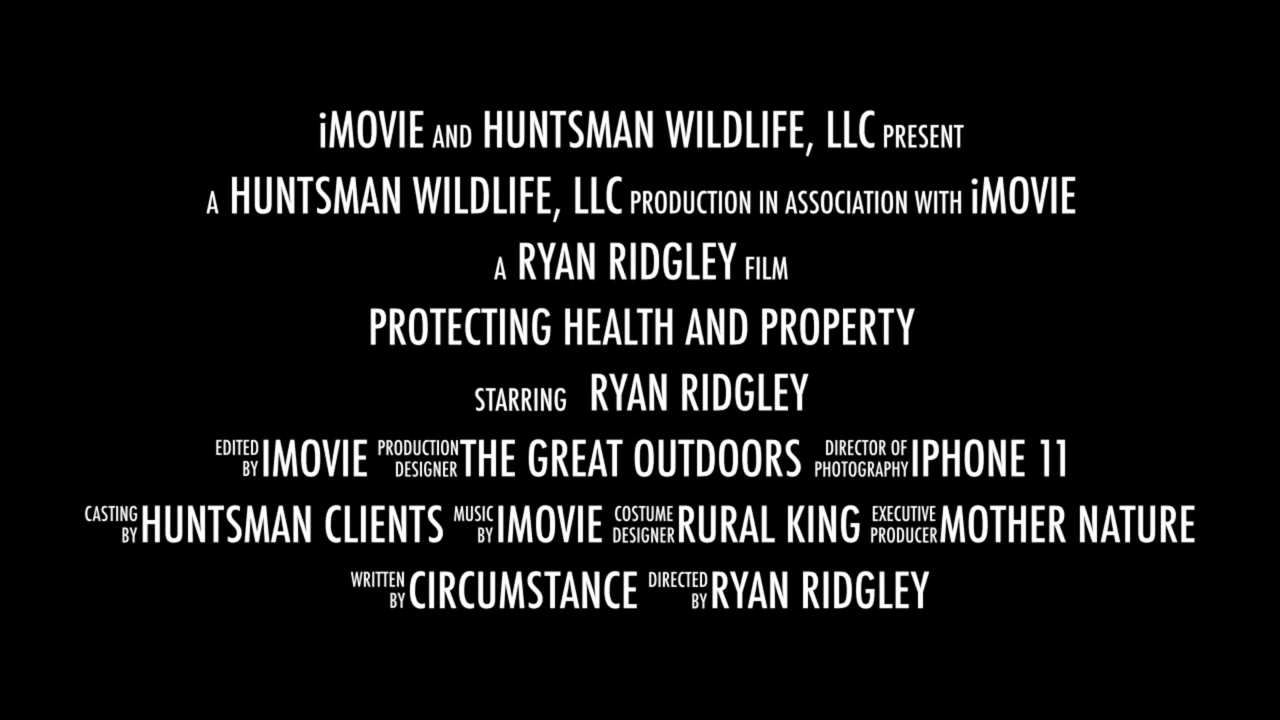 iMOVIE AND HUNTSMAN WILDLIFE, LLC PRESENT
A HUNTSMAN WILDLIFE, LLC PRODUCTION IN ASSOCIATION WITH iMOVIE
A RYAN RIDGLEY FILM
PROTECTING HEALTH AND PROPERTY
STARRING RYAN RIDGLEY
EDITED BY IMOVIE PRODUCTION DESIGNER THE GREAT OUTDOORS DIRECTOR OF PHOTOGRAPHY IPHONE 11
CASTING BY HUNTSMAN CLIENTS MUSIC BY IMOVIE COSTUME DESIGNER RURAL KING EXECUTIVE PRODUCER MOTHER NATURE
WRITTEN BY CIRCUMSTANCE DIRECTED BY RYAN RIDGLEY